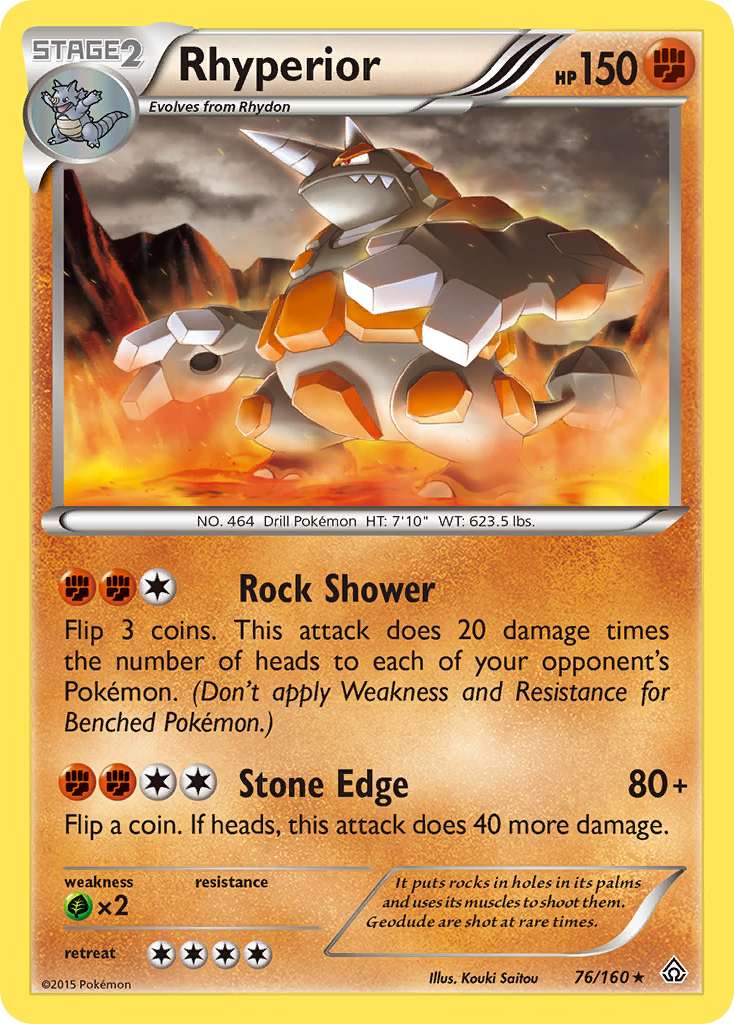 STAGE2
Rhyperior
HP150
Evolves from Rhydon
NO. 464 Drill Pokémon HT: 7'10" WT: 623.5 lbs.
Rock Shower
Flip 3 coins. This attack does 20 damage times
the number of heads to each of your opponent's
Pokémon. (Don't apply Weakness and Resistance for
Benched Pokémon.)
Stone Edge 80+
Flip a coin. If heads, this attack does 40 more damage.
weakness resistance
×2
retreat
It puts rocks in holes in its palms
and uses its muscles to shoot them.
Geodude are shot at rare times.
©2015 Pokémon
Illus. Kouki Saitou 76/160★